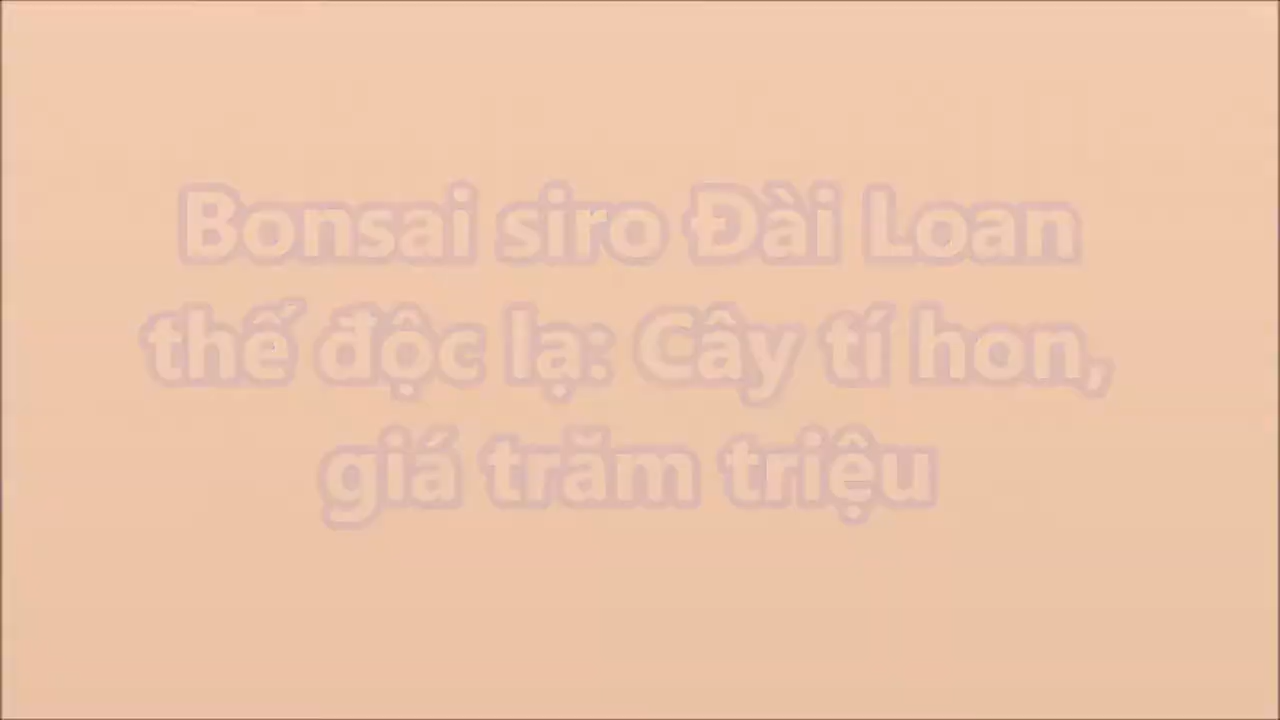 Bonsai siro Đài Loan
thế độc lạ: Cây tí hon,
giá trăm triệu